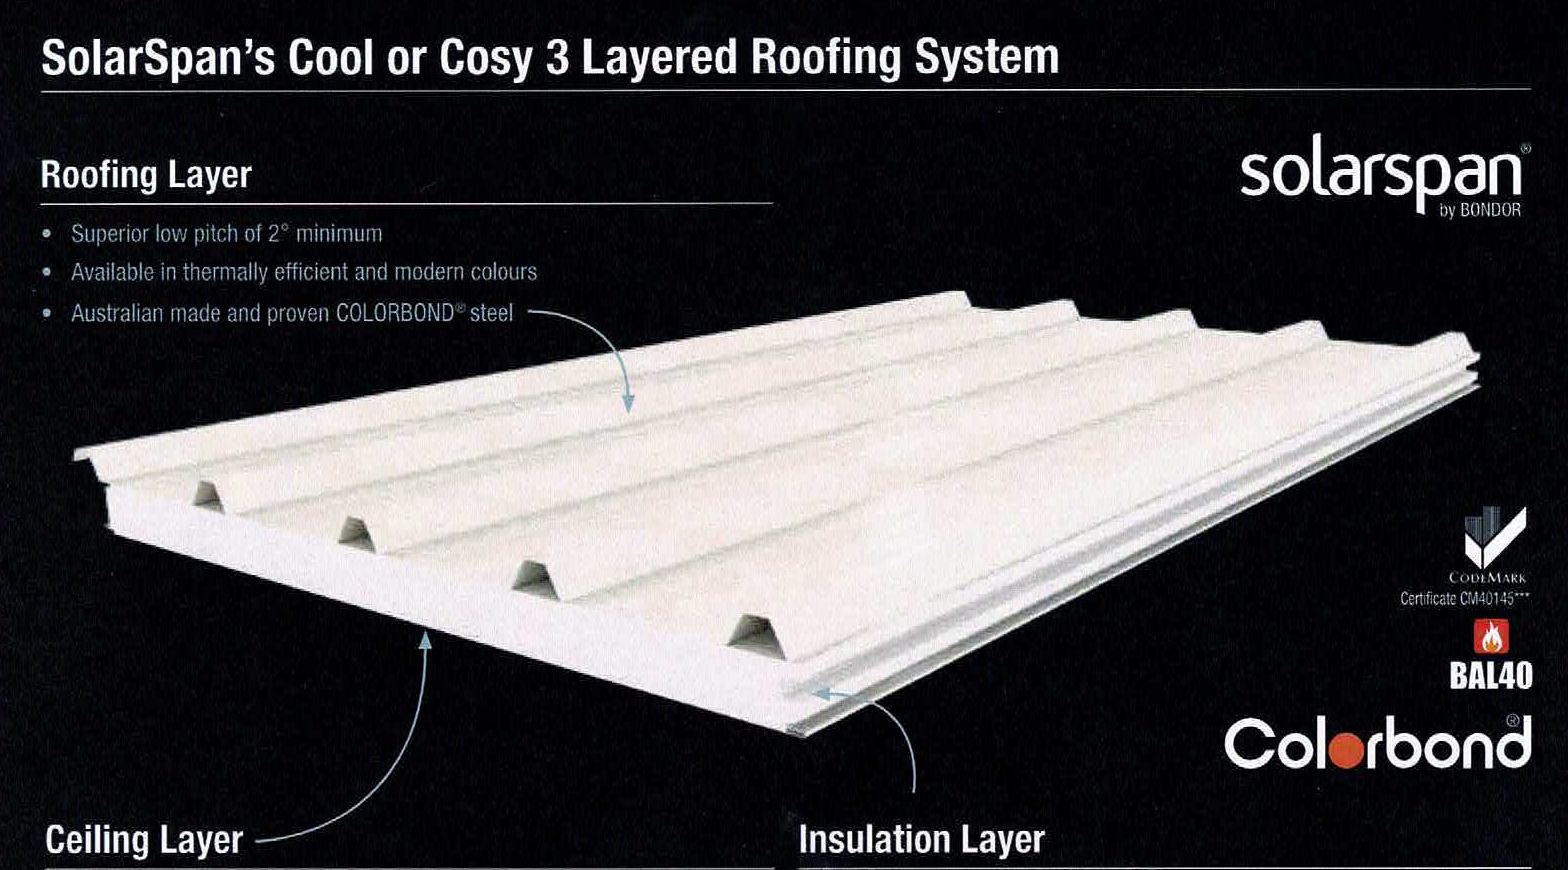 SolarSpan's Cool or Cosy 3 Layered Roofing System
solarspan®
by BONDOR
Roofing Layer
• Superior low pitch of 2° minimum
• Available in thermally efficient and modern colours
• Australian made and proven COLORBOND® steel
CODEMARK
Certificate CM40145***
BAL40
Colorbond®
Ceiling Layer
Insulation Layer